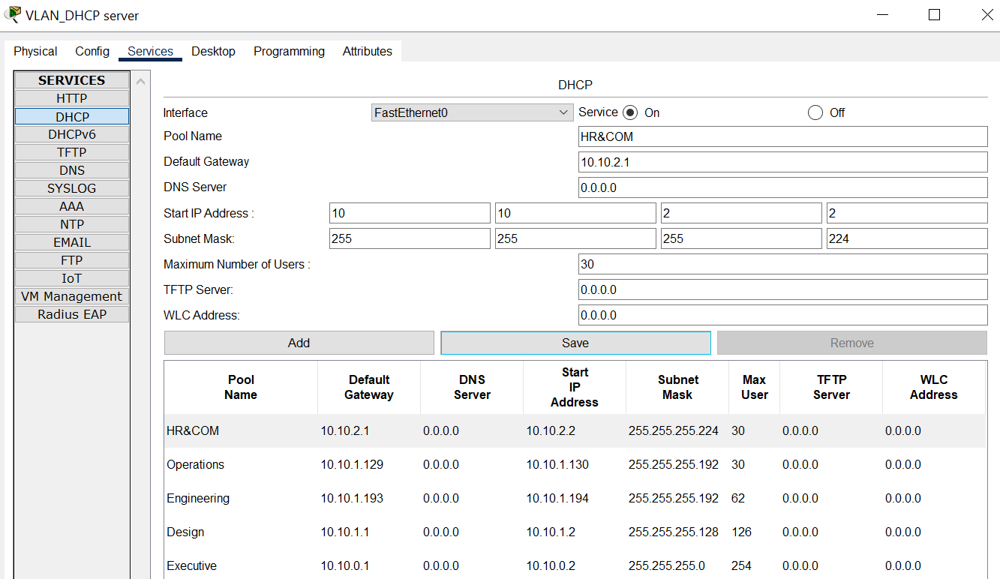 VLAN_DHCP server
Physical Config Services Desktop Programming Attributes
SERVICES
HTTP
DHCP
DHCPv6
TFTP
DNS
SYSLOG
AAA
NTP
EMAIL
FTP
IoT
VM Management
Radius EAP
DHCP
Interface FastEthernet0 Service On Off
Pool Name HR&COM
Default Gateway 10.10.2.1
DNS Server 0.0.0.0
Start IP Address : 10 10 2 2
Subnet Mask: 255 255 255 224
Maximum Number of Users : 30
TFTP Server: 0.0.0.0
WLC Address: 0.0.0.0
Add Save Remove
Pool Name Default Gateway DNS Server Start IP Address Subnet Mask Max User TFTP Server WLC Address
HR&COM 10.10.2.1 0.0.0.0 10.10.2.2 255.255.255.224 30 0.0.0.0 0.0.0.0
Operations 10.10.1.129 0.0.0.0 10.10.1.130 255.255.255.192 30 0.0.0.0 0.0.0.0
Engineering 10.10.1.193 0.0.0.0 10.10.1.194 255.255.255.192 62 0.0.0.0 0.0.0.0
Design 10.10.1.1 0.0.0.0 10.10.1.2 255.255.255.128 126 0.0.0.0 0.0.0.0
Executive 10.10.0.1 0.0.0.0 10.10.0.2 255.255.255.0 254 0.0.0.0 0.0.0.0